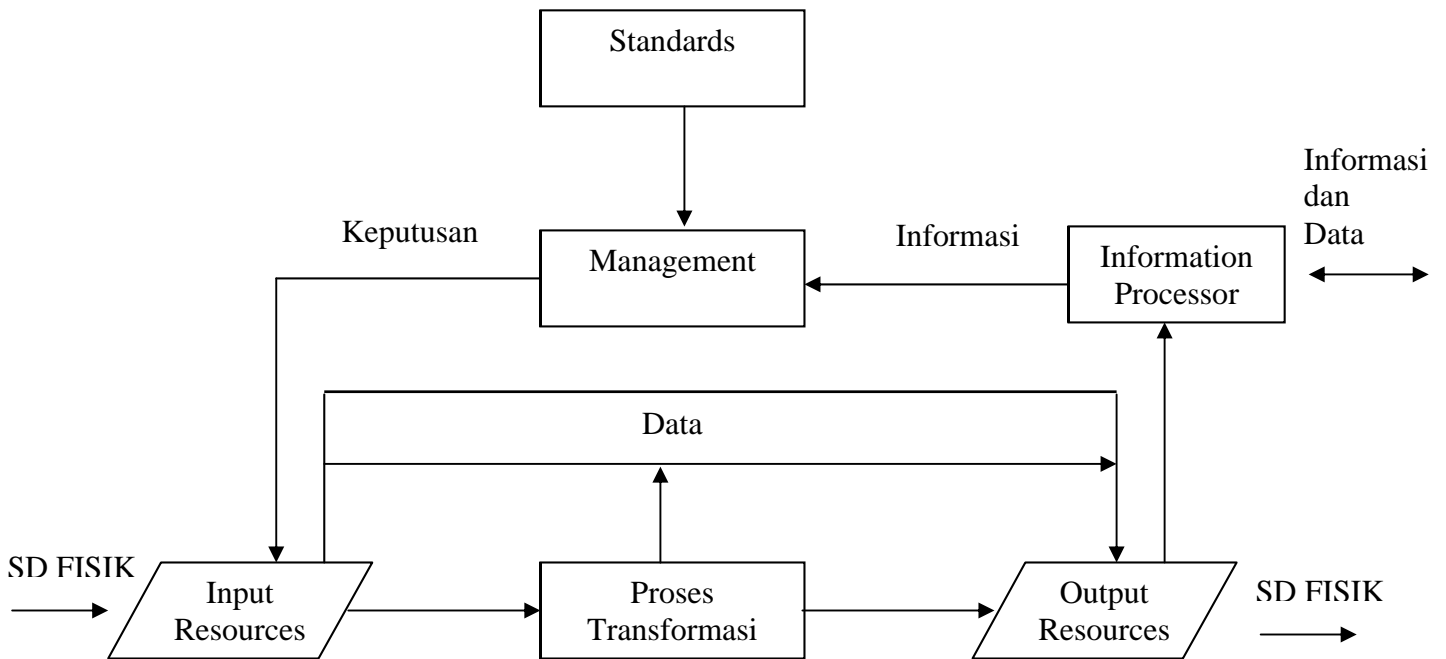 Standards
Informasi
dan
Data
Keputusan
Informasi
Management
Information
Processor
Data
SD FISIK
Input
Resources
Proses
Transformasi
Output
Resources
SD FISIK